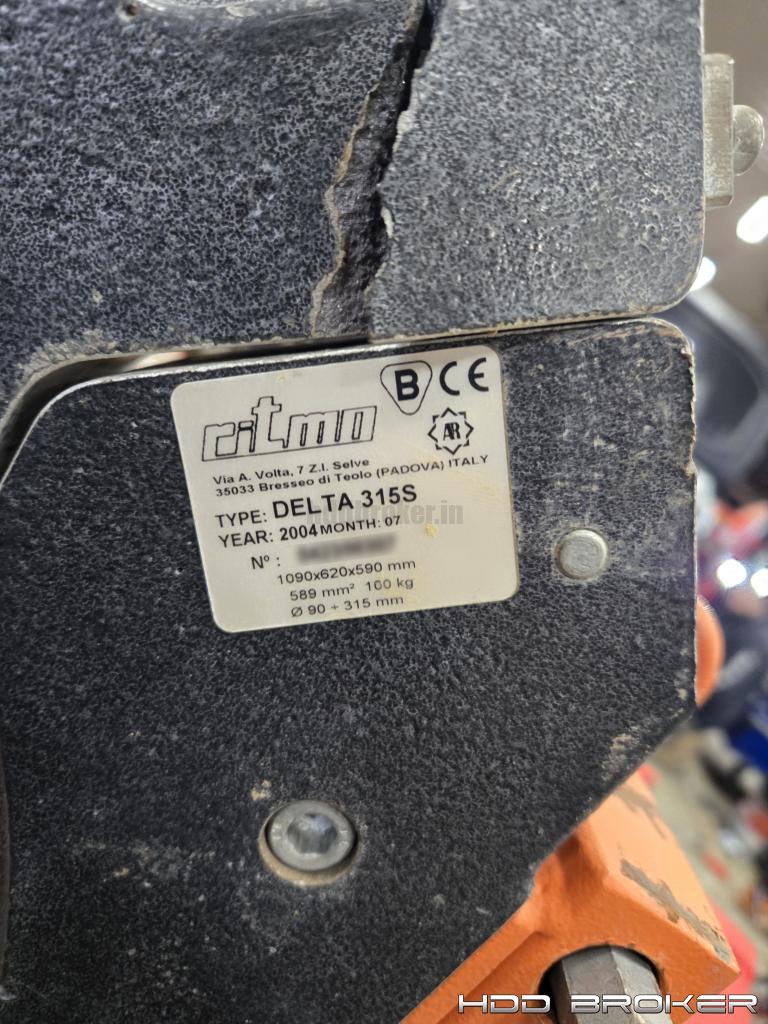 ritmo
B CE
AR
Via A. Volta, 7 Z.I. Selve
35033 Bresseo di Teolo (PADOVA) ITALY
TYPE: DELTA 315S
YEAR: 2004 MONTH: 07
Nº :
1090x620x590 mm
589 mm² 100 kg
Ø 90 ÷ 315 mm
HDD BROKER